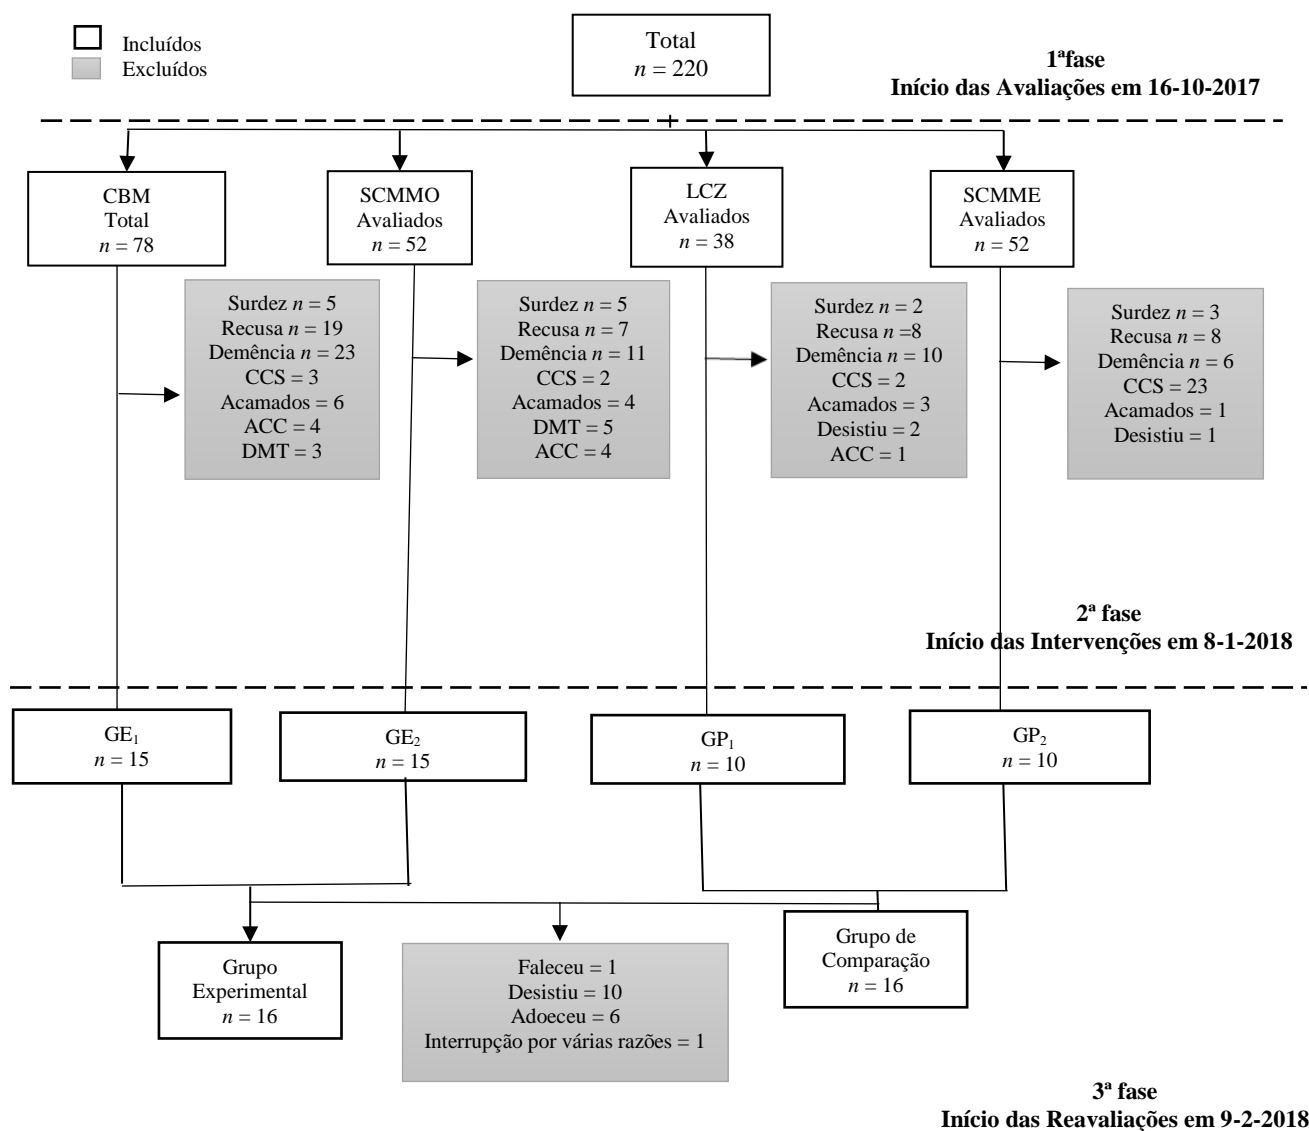 Incluídos
Excluídos
Total
n = 220
1ªfase
Início das Avaliações em 16-10-2017
CBM
Total
n = 78
SCMMO
Avaliados
n = 52
LCZ
Avaliados
n = 38
SCMME
Avaliados
n = 52
Surdez n = 5
Recusa n = 19
Demência n = 23
CCS = 3
Acamados = 6
ACC = 4
DMT = 3
Surdez n = 5
Recusa n = 7
Demência n = 11
CCS = 2
Acamados = 4
DMT = 5
ACC = 4
Surdez n = 2
Recusa n =8
Demência n = 10
CCS = 2
Acamados = 3
Desistiu = 2
ACC = 1
Surdez n = 3
Recusa n = 8
Demência n = 6
CCS = 23
Acamados = 1
Desistiu = 1
2ª fase
Início das Intervenções em 8-1-2018
GE1
n = 15
GE2
n = 15
GP1
n = 10
GP2
n = 10
Grupo
Experimental
n = 16
Faleceu = 1
Desistiu = 10
Adoeceu = 6
Interrupção por várias razões = 1
Grupo de
Comparação
n = 16
3ª fase
Início das Reavaliações em 9-2-2018